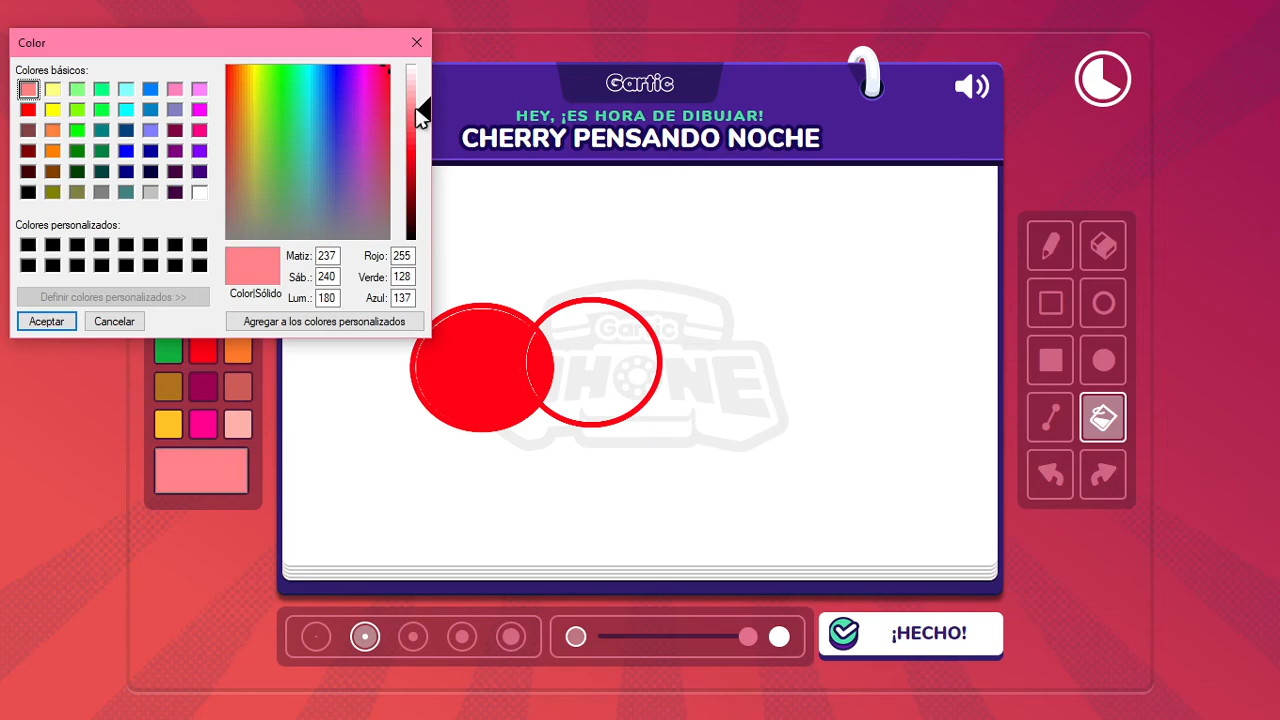 Color
Colores básicos:
Colores personalizados:
Definir colores personalizados >>
Aceptar
Cancelar
Matiz: 237
Rojo: 255
Sáb.: 240
Verde: 128
Color|Sólido
Lum.: 180
Azul: 137
Agregar a los colores personalizados
Gartic
HEY, ¡ES HORA DE DIBUJAR!
CHERRY PENSANDO NOCHE
Gartic
PHONE
¡HECHO!